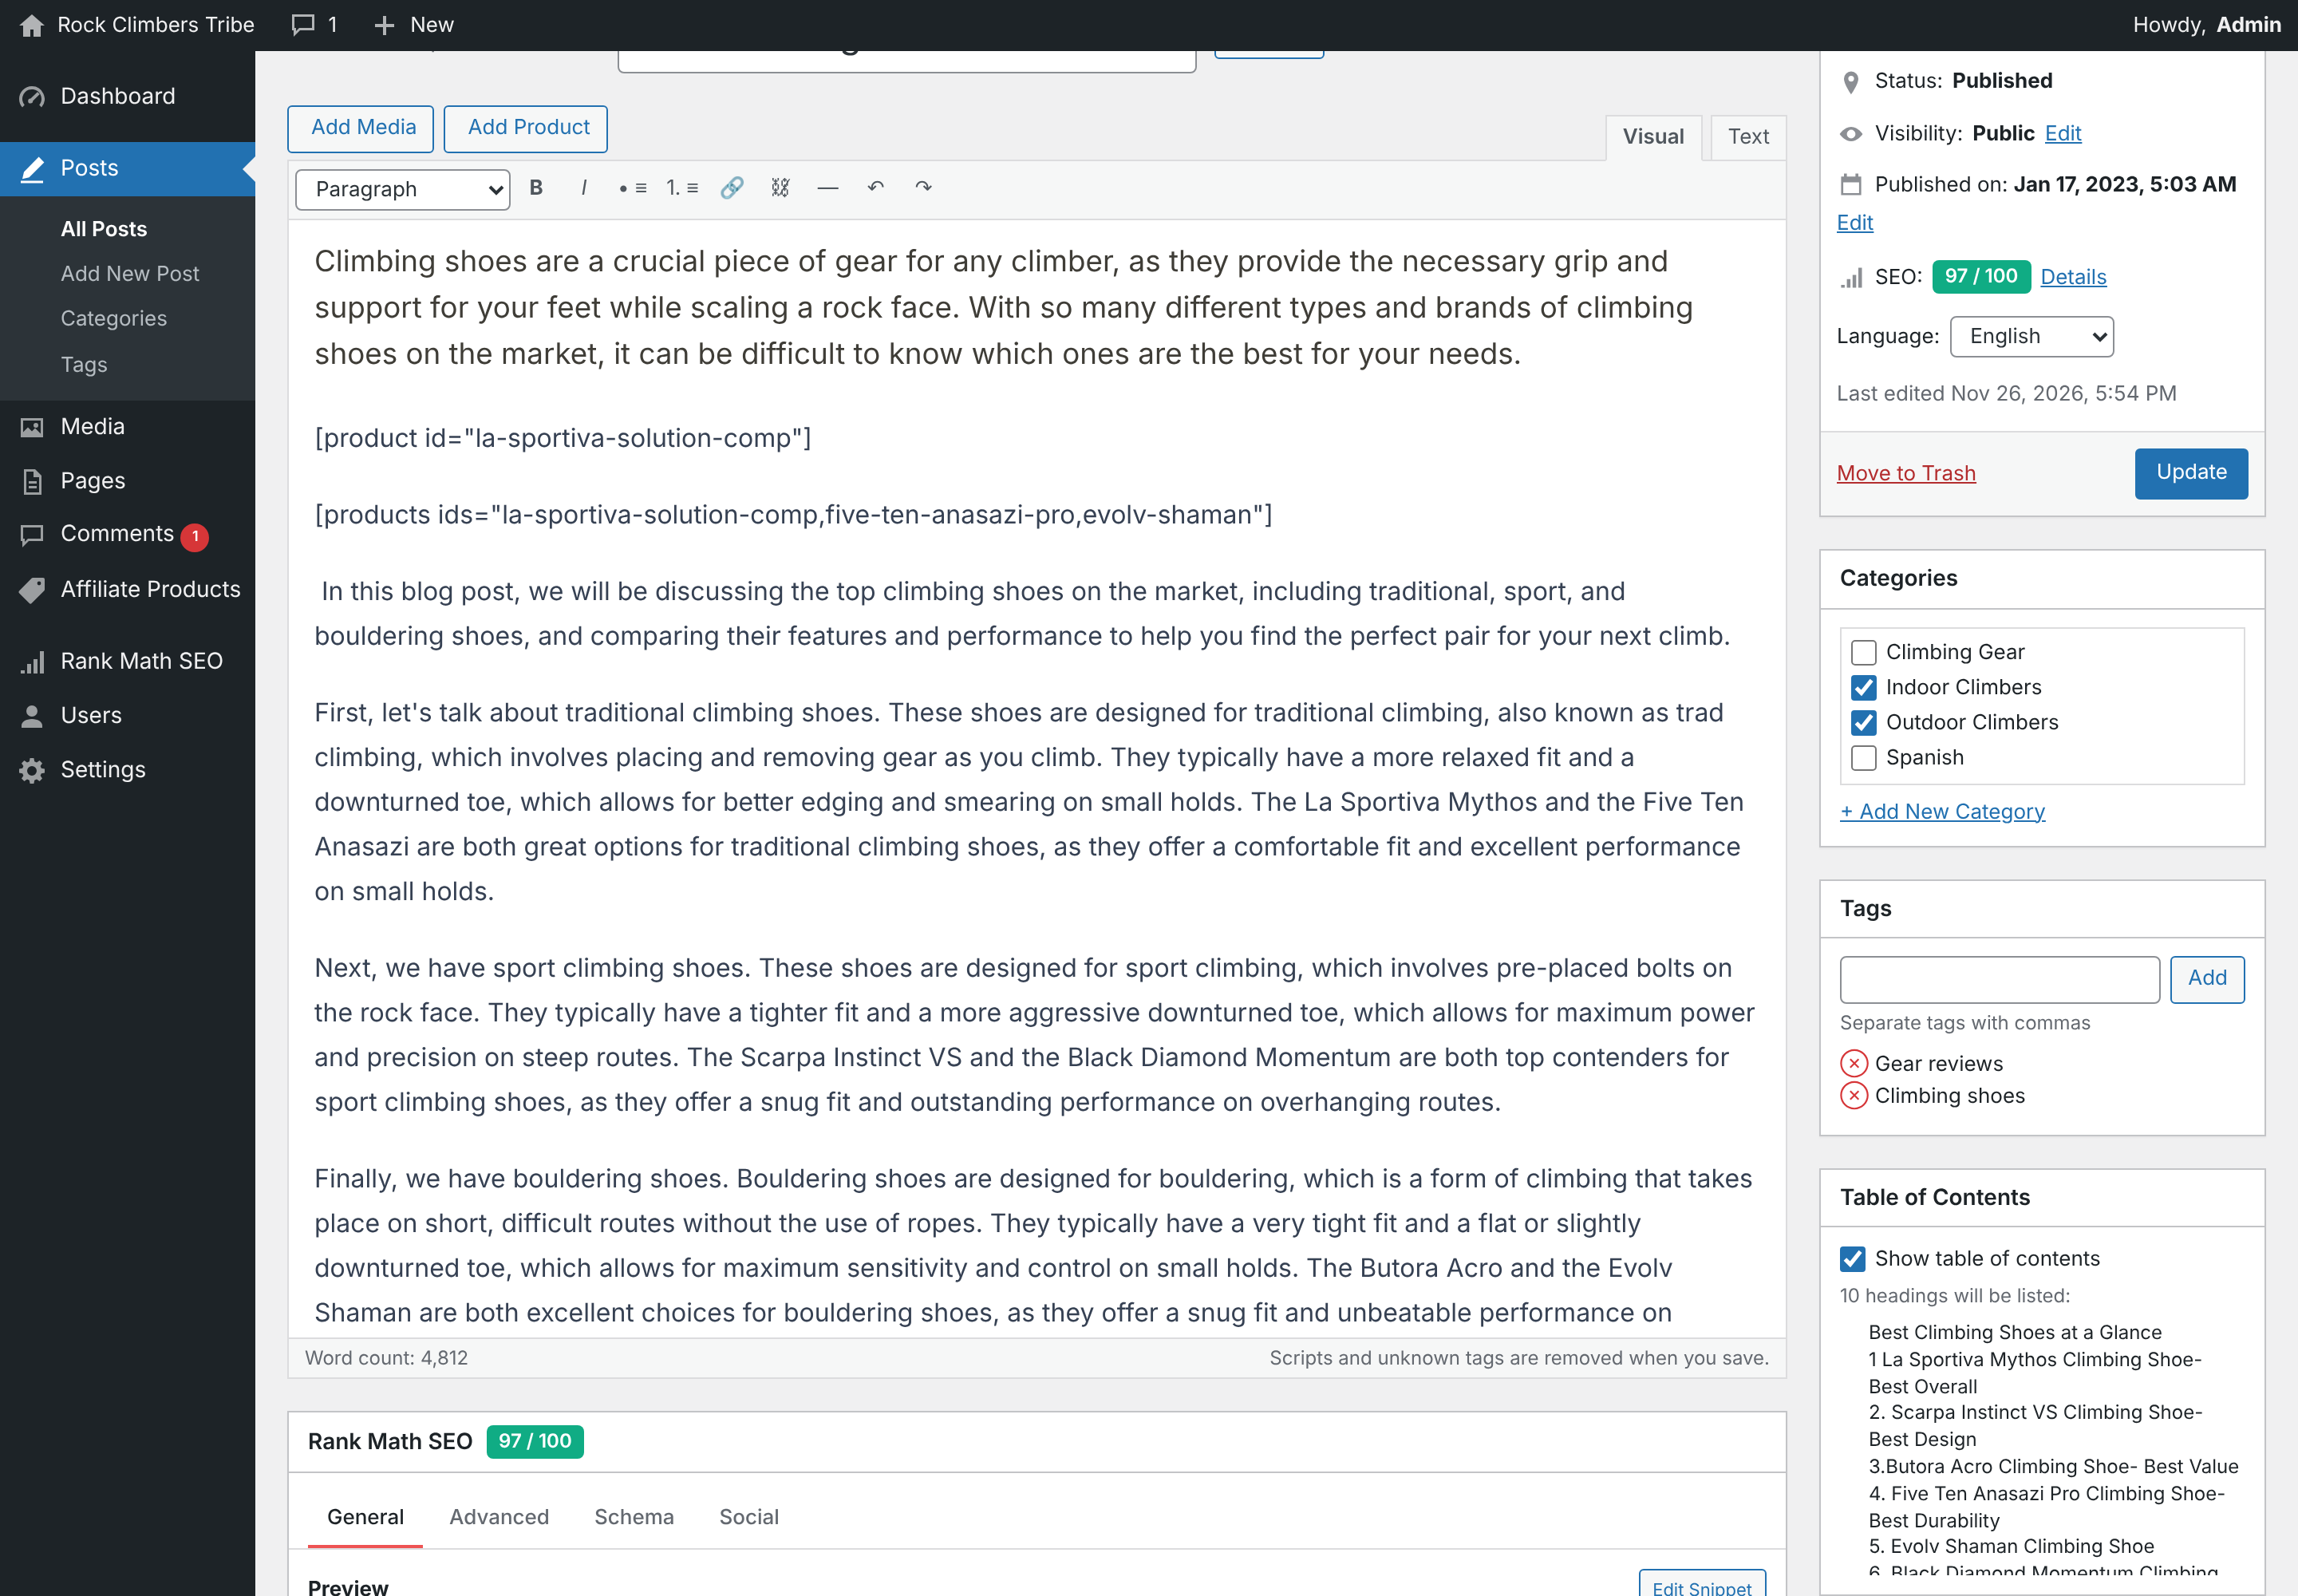 Rock Climbers Tribe
1
New
Howdy, Admin
Dashboard
Posts
All Posts
Add New Post
Categories
Tags
Media
Pages
Comments 1
Affiliate Products
Rank Math SEO
Users
Settings
Add Media
Add Product
Visual
Text
Paragraph
B
I
1.
Climbing shoes are a crucial piece of gear for any climber, as they provide the necessary grip and
support for your feet while scaling a rock face. With so many different types and brands of climbing
shoes on the market, it can be difficult to know which ones are the best for your needs.
[product id="la-sportiva-solution-comp"]
[products ids="la-sportiva-solution-comp,five-ten-anasazi-pro,evolv-shaman"]
In this blog post, we will be discussing the top climbing shoes on the market, including traditional, sport, and
bouldering shoes, and comparing their features and performance to help you find the perfect pair for your next climb.
First, let's talk about traditional climbing shoes. These shoes are designed for traditional climbing, also known as trad
climbing, which involves placing and removing gear as you climb. They typically have a more relaxed fit and a
downturned toe, which allows for better edging and smearing on small holds. The La Sportiva Mythos and the Five Ten
Anasazi are both great options for traditional climbing shoes, as they offer a comfortable fit and excellent performance
on small holds.
Next, we have sport climbing shoes. These shoes are designed for sport climbing, which involves pre-placed bolts on
the rock face. They typically have a tighter fit and a more aggressive downturned toe, which allows for maximum power
and precision on steep routes. The Scarpa Instinct VS and the Black Diamond Momentum are both top contenders for
sport climbing shoes, as they offer a snug fit and outstanding performance on overhanging routes.
Finally, we have bouldering shoes. Bouldering shoes are designed for bouldering, which is a form of climbing that takes
place on short, difficult routes without the use of ropes. They typically have a very tight fit and a flat or slightly
downturned toe, which allows for maximum sensitivity and control on small holds. The Butora Acro and the Evolv
Shaman are both excellent choices for bouldering shoes, as they offer a snug fit and unbeatable performance on
Word count: 4,812
Scripts and unknown tags are removed when you save.
Rank Math SEO 97 / 100
General
Advanced
Schema
Social
Preview
Edit Snippet
Status: Published
Visibility: Public Edit
Published on: Jan 17, 2023, 5:03 AM
Edit
SEO: 97 / 100 Details
Language: English
Last edited Nov 26, 2026, 5:54 PM
Move to Trash
Update
Categories
Climbing Gear
Indoor Climbers
Outdoor Climbers
Spanish
+ Add New Category
Tags
Add
Separate tags with commas
Gear reviews
Climbing shoes
Table of Contents
Show table of contents
10 headings will be listed:
Best Climbing Shoes at a Glance
1 La Sportiva Mythos Climbing Shoe-
Best Overall
2. Scarpa Instinct VS Climbing Shoe-
Best Design
3.Butora Acro Climbing Shoe- Best Value
4. Five Ten Anasazi Pro Climbing Shoe-
Best Durability
5. Evolv Shaman Climbing Shoe
6. Black Diamond Momentum Climbing